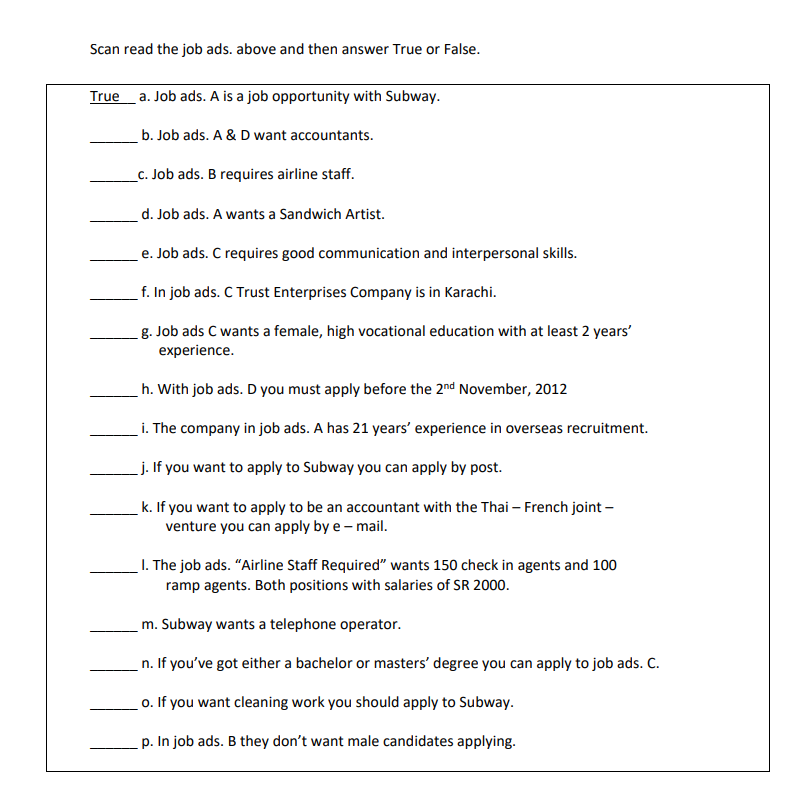 Scan read the job ads. above and then answer True or False.
True__ a. Job ads. A is a job opportunity with Subway.
______ b. Job ads. A & D want accountants.
______c. Job ads. B requires airline staff.
______ d. Job ads. A wants a Sandwich Artist.
______ e. Job ads. C requires good communication and interpersonal skills.
______ f. In job ads. C Trust Enterprises Company is in Karachi.
______ g. Job ads C wants a female, high vocational education with at least 2 years’
experience.
______ h. With job ads. D you must apply before the 2nd November, 2012
______ i. The company in job ads. A has 21 years’ experience in overseas recruitment.
______ j. If you want to apply to Subway you can apply by post.
______ k. If you want to apply to be an accountant with the Thai – French joint –
venture you can apply by e – mail.
______ l. The job ads. “Airline Staff Required” wants 150 check in agents and 100
ramp agents. Both positions with salaries of SR 2000.
______ m. Subway wants a telephone operator.
______ n. If you’ve got either a bachelor or masters’ degree you can apply to job ads. C.
______ o. If you want cleaning work you should apply to Subway.
______ p. In job ads. B they don’t want male candidates applying.